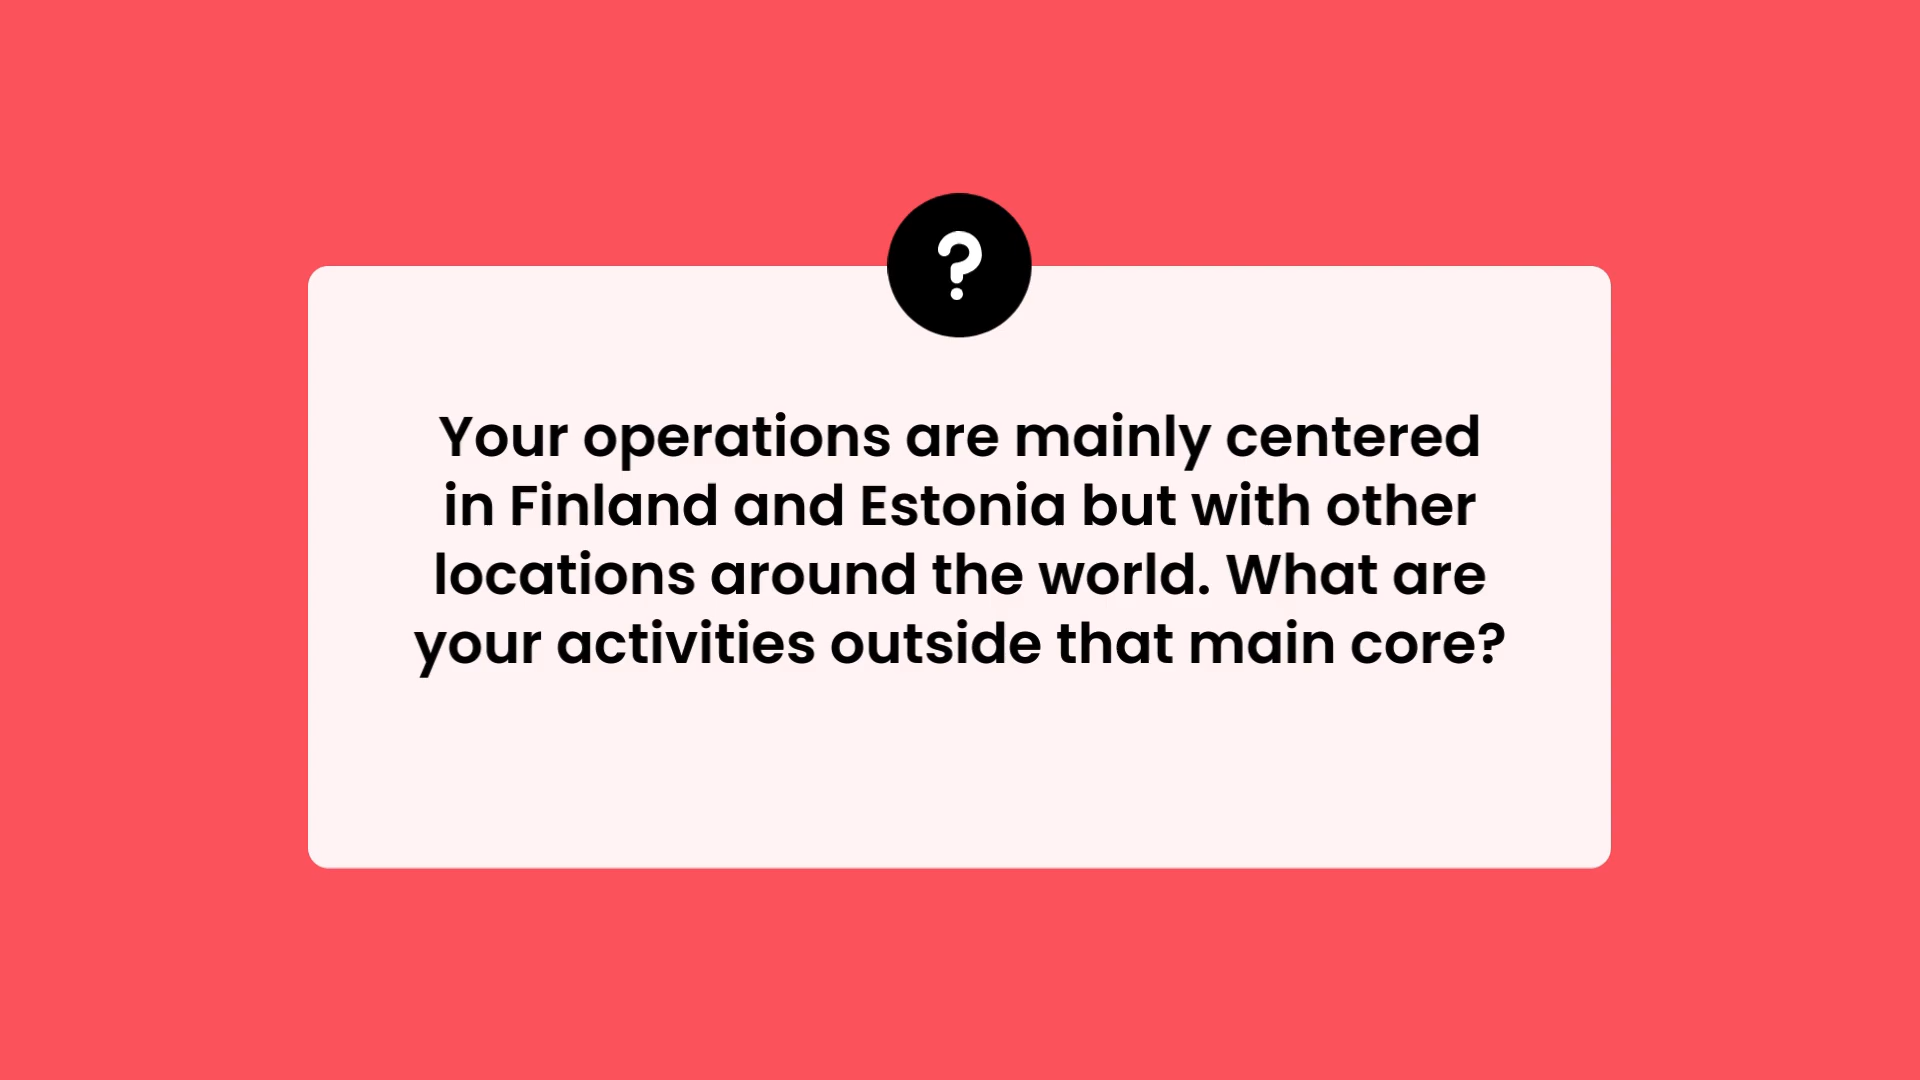 ?
Your operations are mainly centered
in Finland and Estonia but with other
locations around the world. What are
your activities outside that main core?